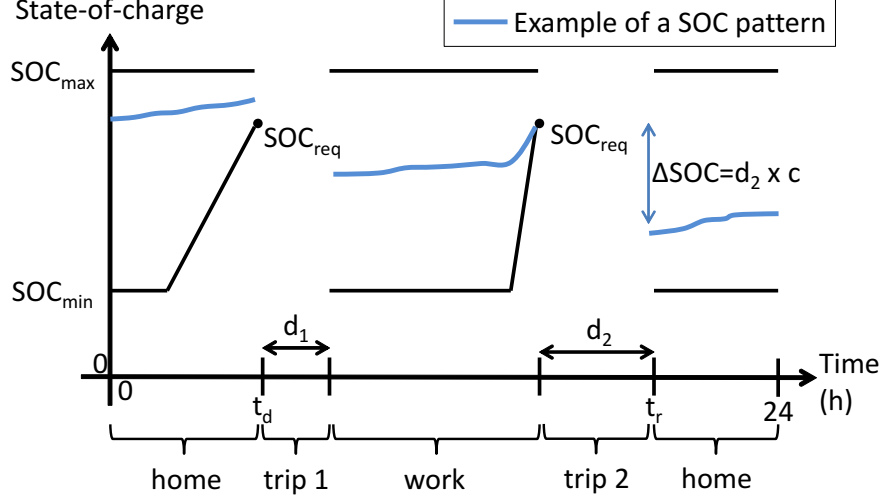 State-of-charge
Example of a SOC pattern
SOCmax
SOCreq
SOCreq
ΔSOC=d2 x c
SOCmin
d1
d2
0
0
td
tr
24
Time
(h)
home
trip 1
work
trip 2
home